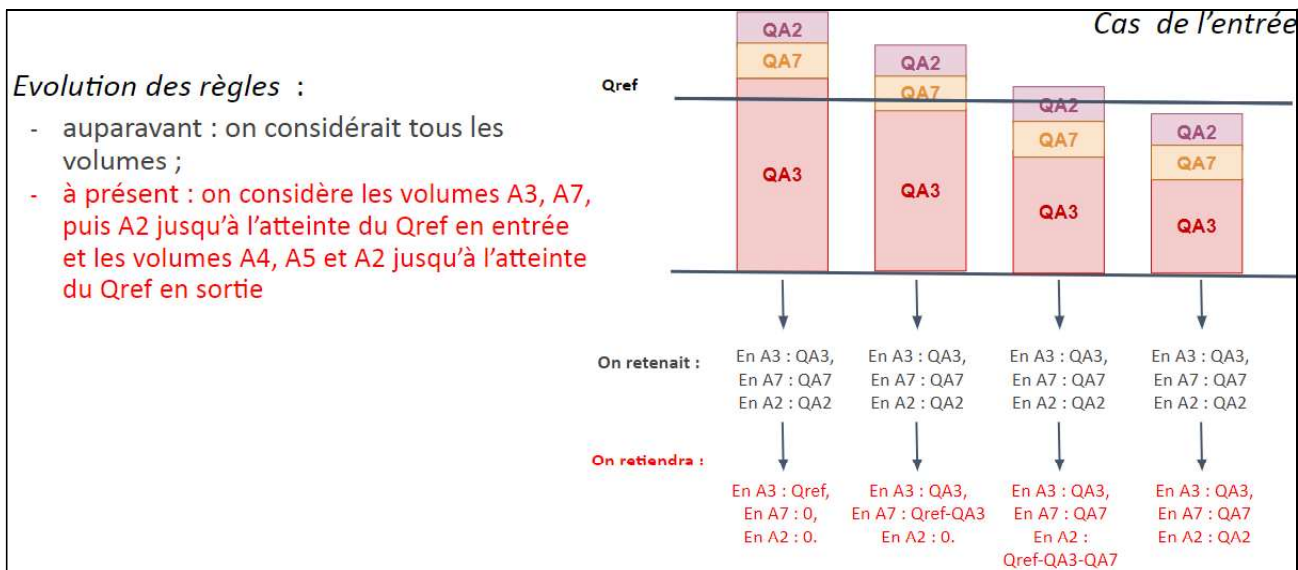 Cas de l'entrée
Evolution des règles :
- auparavant : on considérait tous les
volumes ;
- à présent : on considère les volumes A3, A7,
puis A2 jusqu'à l'atteinte du Qref en entrée
et les volumes A4, A5 et A2 jusqu'à l'atteinte
du Qref en sortie
Qref
QA2
QA7
QA3
QA2
QA7
QA3
QA2
QA7
QA3
QA2
QA7
QA3
On retenait :
En A3 : QA3,
En A7 : QA7
En A2 : QA2
En A3 : QA3,
En A7 : QA7
En A2 : QA2
En A3 : QA3,
En A7 : QA7
En A2 : QA2
En A3 : QA3,
En A7 : QA7
En A2 : QA2
On retiendra :
En A3 : Qref,
En A7 : 0,
En A2 : 0.
En A3 : QA3,
En A7 : Qref-QA3
En A2 : 0.
En A3 : QA3,
En A7 : QA7
En A2 :
Qref-QA3-QA7
En A3 : QA3,
En A7 : QA7
En A2 : QA2